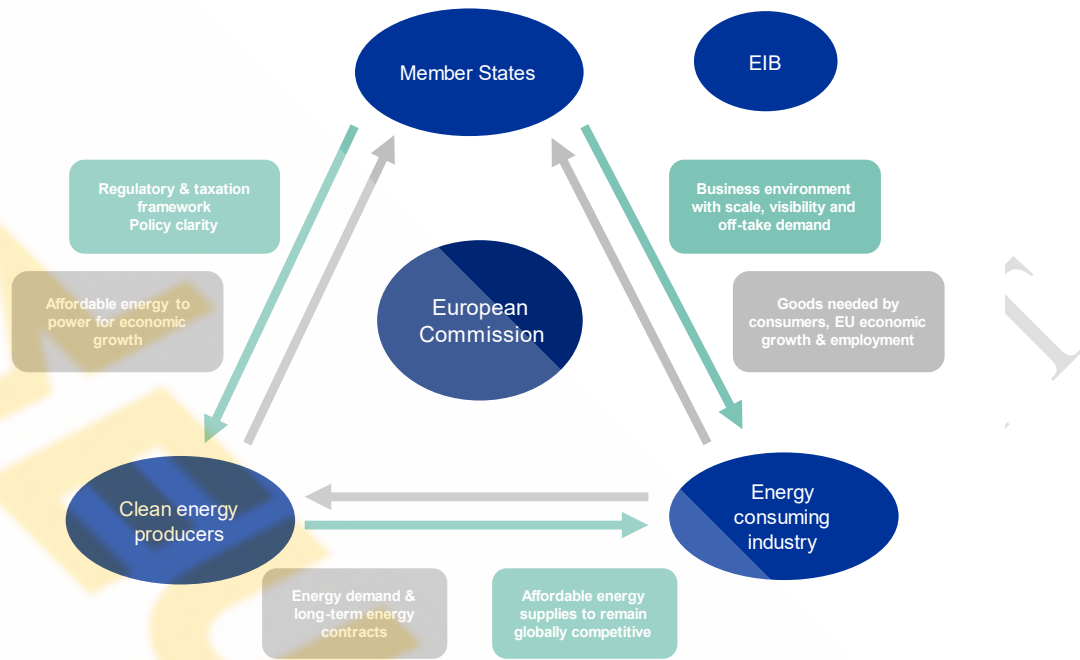 Member States
EIB
Regulatory & taxation
framework
Policy clarity
Business environment
with scale, visibility and
off-take demand
Affordable energy to
power for economic
growth
European
Commission
Goods needed by
consumers, EU economic
growth & employment
Clean energy
producers
Energy
consuming
industry
Energy demand &
long-term energy
contracts
Affordable energy
supplies to remain
globally competitive